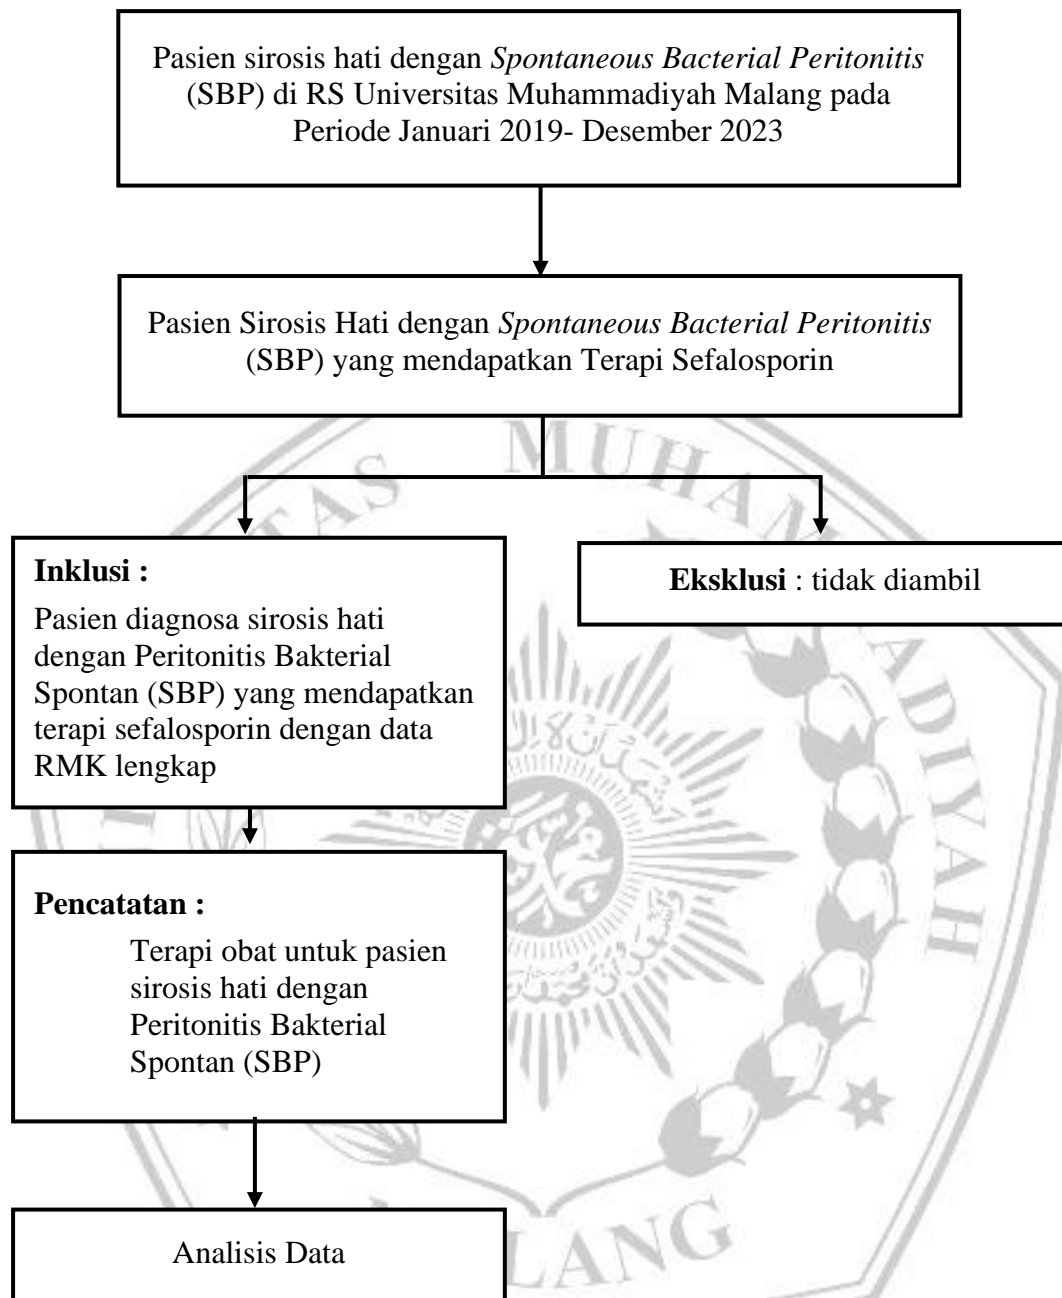 Pasien sirosis hati dengan Spontaneous Bacterial Peritonitis
(SBP) di RS Universitas Muhammadiyah Malang pada
Periode Januari 2019- Desember 2023
Pasien Sirosis Hati dengan Spontaneous Bacterial Peritonitis
(SBP) yang mendapatkan Terapi Sefalosporin
Inklusi :
Pasien diagnosa sirosis hati
dengan Peritonitis Bakterial
Spontan (SBP) yang mendapatkan
terapi sefalosporin dengan data
RMK lengkap
Eksklusi : tidak diambil
Pencatatan :
Terapi obat untuk pasien
sirosis hati dengan
Peritonitis Bakterial
Spontan (SBP)
Analisis Data
TAS MUHAMMADIYAH
LANG